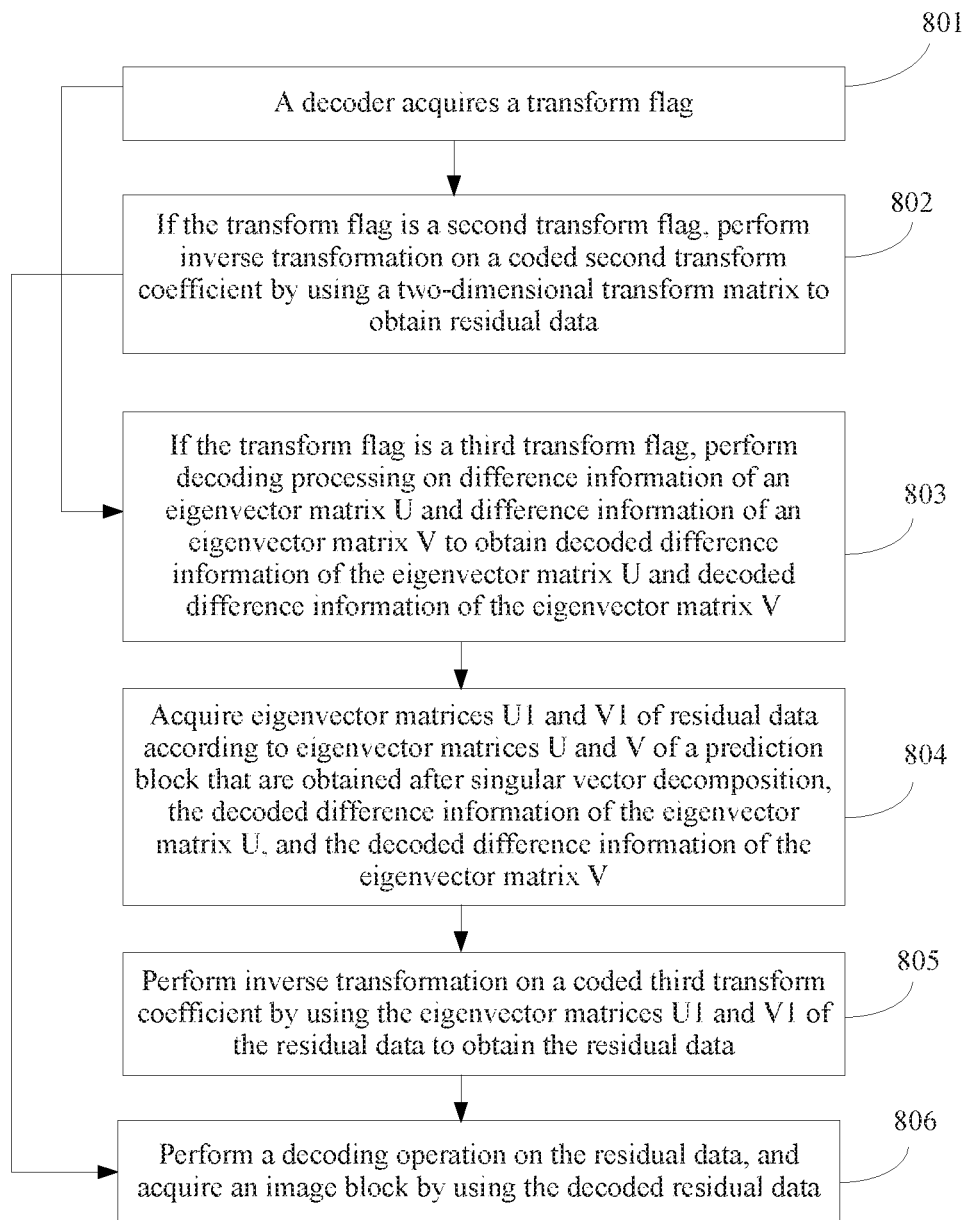 801
A decoder acquires a transform flag
802
If the transform flag is a second transform flag, perform
inverse transformation on a coded second transform
coefficient by using a two-dimensional transform matrix to
obtain residual data
If the transform flag is a third transform flag, perform
decoding processing on difference information of an
eigenvector matrix U and difference information of an
eigenvector matrix V to obtain decoded difference
information of the eigenvector matrix U and decoded
difference information of the eigenvector matrix V
803
Acquire eigenvector matrices U1 and V1 of residual data
according to eigenvector matrices U and V of a prediction
block that are obtained after singular vector decomposition,
the decoded difference information of the eigenvector
matrix U, and the decoded difference information of the
eigenvector matrix V
804
805
Perform inverse transformation on a coded third transform
coefficient by using the eigenvector matrices U1 and V1 of
the residual data to obtain the residual data
806
Perform a decoding operation on the residual data, and
acquire an image block by using the decoded residual data